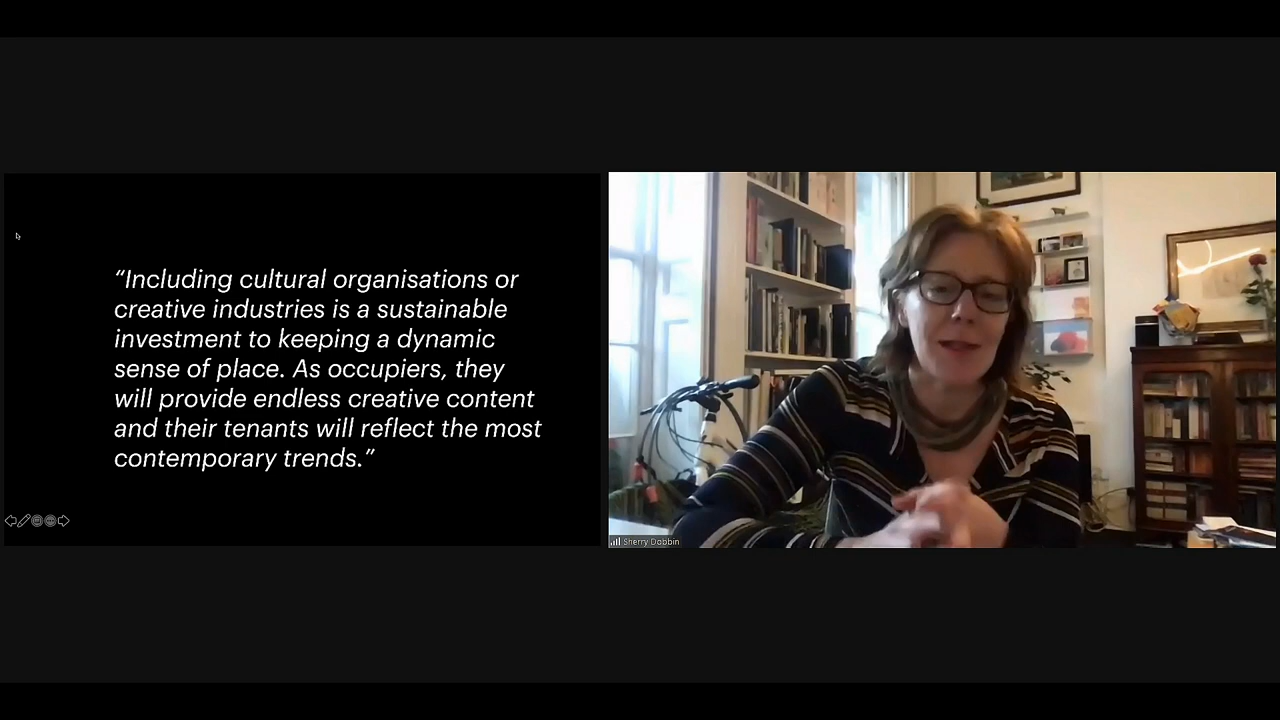 “Including cultural organisations or
creative industries is a sustainable
investment to keeping a dynamic
sense of place. As occupiers, they
will provide endless creative content
and their tenants will reflect the most
contemporary trends.”
Sherry Dobbin